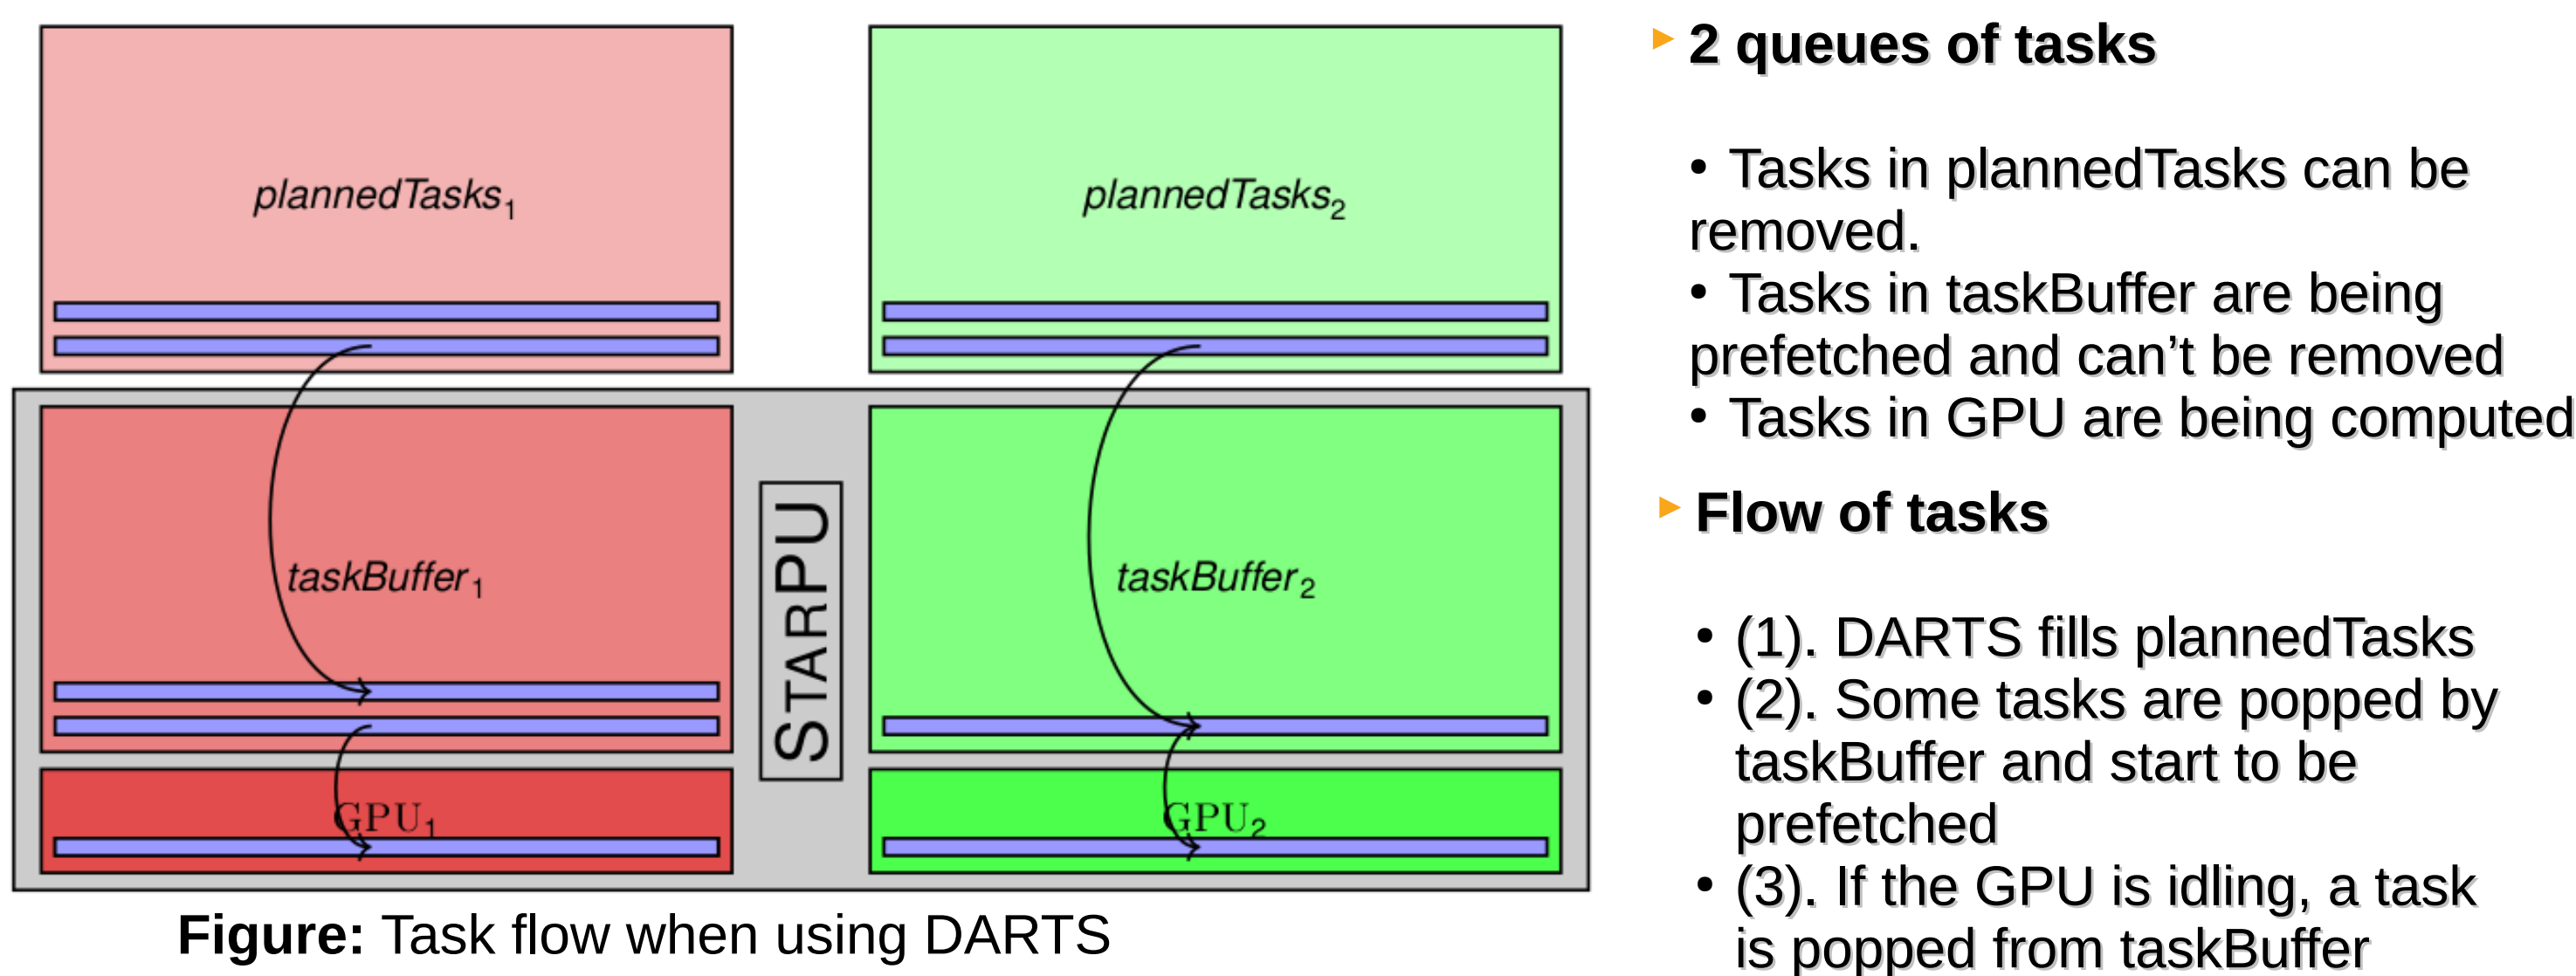 plannedTasks1
plannedTasks2
taskBuffer1
STARPU
taskBuffer2
GPU1
GPU2
Figure: Task flow when using DARTS
2 queues of tasks
• Tasks in plannedTasks can be
removed.
• Tasks in taskBuffer are being
prefetched and can’t be removed
• Tasks in GPU are being computed
Flow of tasks
• (1). DARTS fills plannedTasks
• (2). Some tasks are popped by
taskBuffer and start to be
prefetched
• (3). If the GPU is idling, a task
is popped from taskBuffer